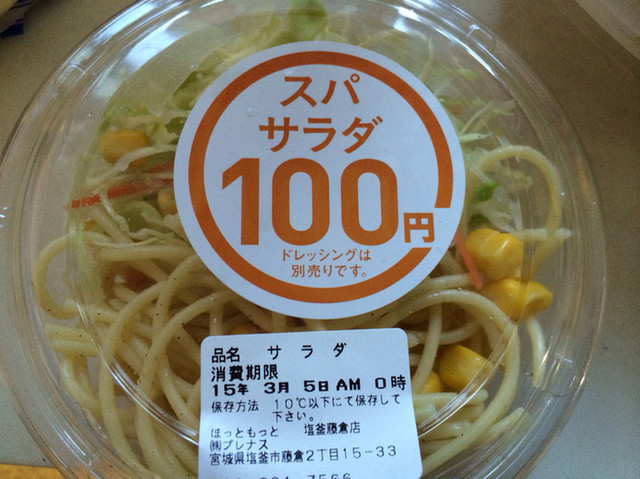 スパ
サラダ
100円
ドレッシングは
別売りです。
品名 サラダ
消費期限
15年 3月 5日AM 0時
保存方法 10℃以下にて保存して
下さい。
ほっともっと 塩釜藤倉店
㈱プレナス
宮城県塩釜市藤倉2丁目15-33